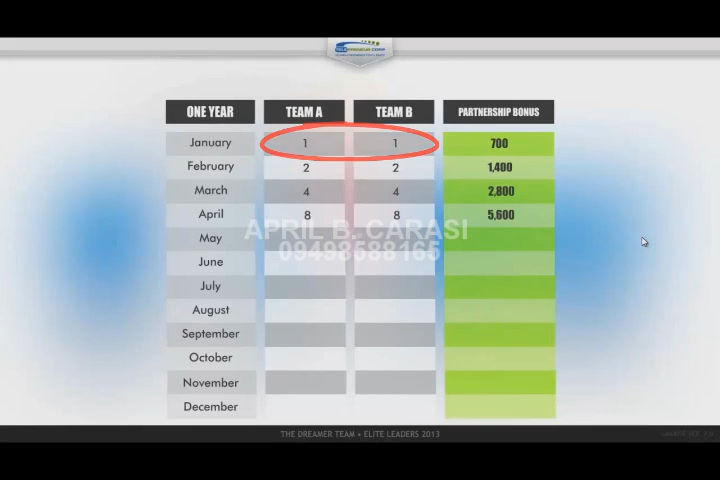 ONE YEAR TEAM A TEAM B PARTNERSHIP BONUS
January 1 1 700
February 2 2 1,400
March 4 4 2,800
April 8 8 5,600
May
APRIL B. CARASI
09498588165
June
July
August
September
October
November
December
THE DREAMER TEAM • ELITE LEADERS 2013